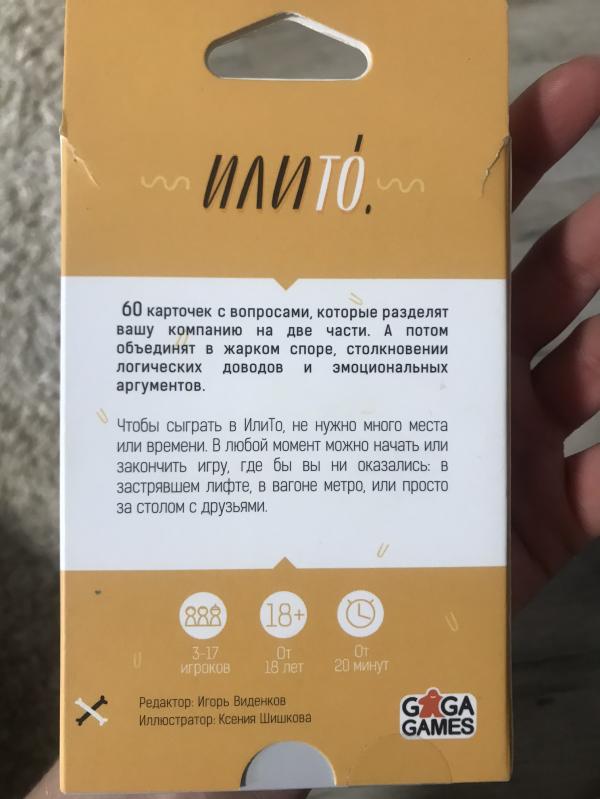 ИЛИТО́.
60 карточек с вопросами, которые разделят
вашу компанию на две части. А потом
объединят в жарком споре, столкновении
логических доводов и эмоциональных
аргументов.
Чтобы сыграть в ИлиТо, не нужно много места
или времени. В любой момент можно начать или
закончить игру, где бы вы ни оказались: в
застрявшем лифте, в вагоне метро, или просто
за столом с друзьями.
18+
3-17 От От
игроков 18 лет 20 минут
Редактор: Игорь Виденков
Иллюстратор: Ксения Шишкова
GAGA
GAMES